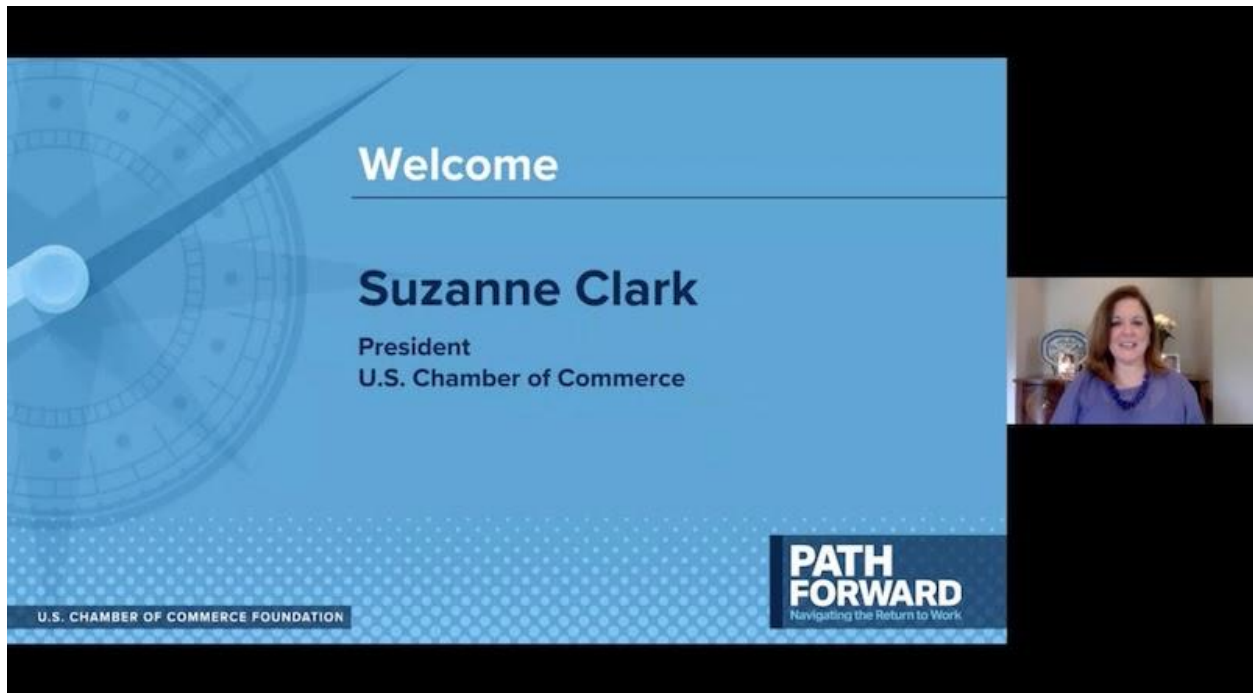 Welcome
Suzanne Clark
President
U.S. Chamber of Commerce
PATH
FORWARD
Navigating the Return to Work
U.S. CHAMBER OF COMMERCE FOUNDATION